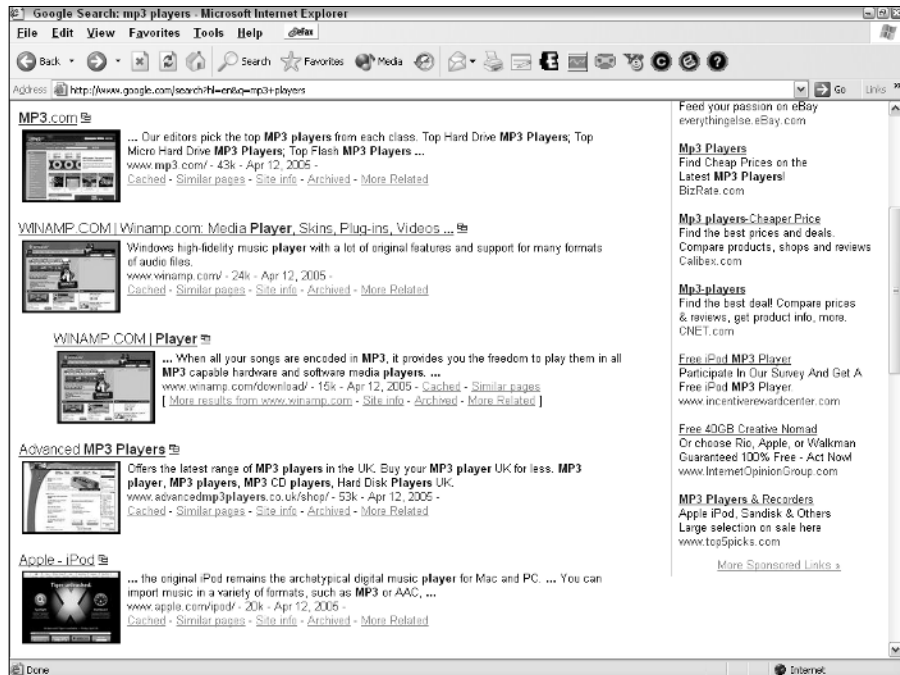 Google Search: mp3 players - Microsoft Internet Explorer
File Edit View Favorites Tools Help eFax
Back Search Favorites Media
Address http://www.google.com/search?hl=en&q=mp3+players Go Links »
MP3.com
... Our editors pick the top MP3 players from each class. Top Hard Drive MP3 Players; Top
Micro Hard Drive MP3 Players; Top Flash MP3 Players ...
www.mp3.com/ - 43k - Apr 12, 2005 -
Cached - Similar pages - Site info - Archived - More Related
WINAMP.COM | Winamp.com: Media Player, Skins, Plug-ins, Videos ...
Windows high-fidelity music player with a lot of original features and support for many formats
of audio files.
www.winamp.com/ - 24k - Apr 12, 2005 -
Cached - Similar pages - Site info - Archived - More Related
WINAMP.COM | Player
... When all your songs are encoded in MP3, it provides you the freedom to play them in all
MP3 capable hardware and software media players. ...
www.winamp.com/download/ - 15k - Apr 12, 2005 - Cached - Similar pages
[ More results from www.winamp.com - Site info - Archived - More Related ]
Advanced MP3 Players
Offers the latest range of MP3 players in the UK. Buy your MP3 player UK for less. MP3
player, MP3 players, MP3 CD players, Hard Disk Players UK.
www.advancedmp3players.co.uk/shop/ - 53k - Apr 12, 2005 -
Cached - Similar pages - Site info - Archived - More Related
Apple - iPod
... the original iPod remains the archetypical digital music player for Mac and PC. ... You can
import music in a variety of formats, such as MP3 or AAC, ...
www.apple.com/ipod/ - 20k - Apr 12, 2005 -
Cached - Similar pages - Site info - Archived - More Related
Feed your passion on eBay
everythingelse.eBay.com
Mp3 Players
Find Cheap Prices on the
Latest MP3 Players!
BizRate.com
Mp3 players-Cheaper Price
Find the best prices and deals.
Compare products, shops and reviews
Calibex.com
Mp3-players
Find the best deal! Compare prices
& reviews, get product info, more.
CNET.com
Free iPod MP3 Player
Participate In Our Survey And Get A
Free iPod MP3 Player.
www.incentiverewardcenter.com
Free 40GB Creative Nomad
Or choose Rio, Apple, or Walkman
Guaranteed 100% Free - Act Now!
www.InternetOpinionGroup.com
MP3 Players & Recorders
Apple iPod, Sandisk & Others
Large selection on sale here
www.top5picks.com
More Sponsored Links »
Done Internet